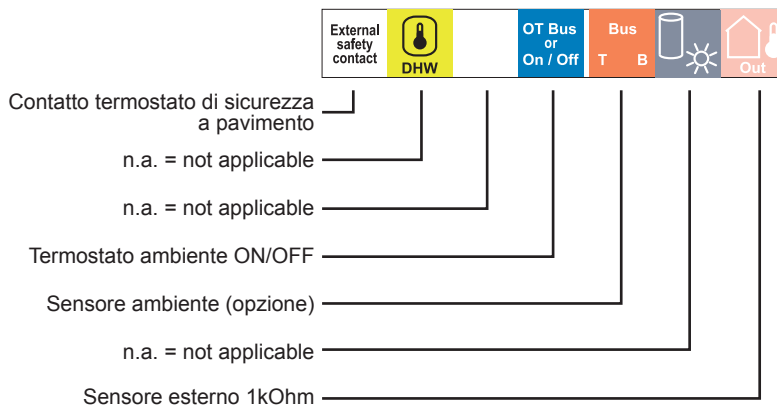 External
safety
contact
DHW
OT Bus
or
On / Off
Bus
T B
Out
Contatto termostato di sicurezza
a pavimento
n.a. = not applicable
n.a. = not applicable
Termostato ambiente ON/OFF
Sensore ambiente (opzione)
n.a. = not applicable
Sensore esterno 1kOhm